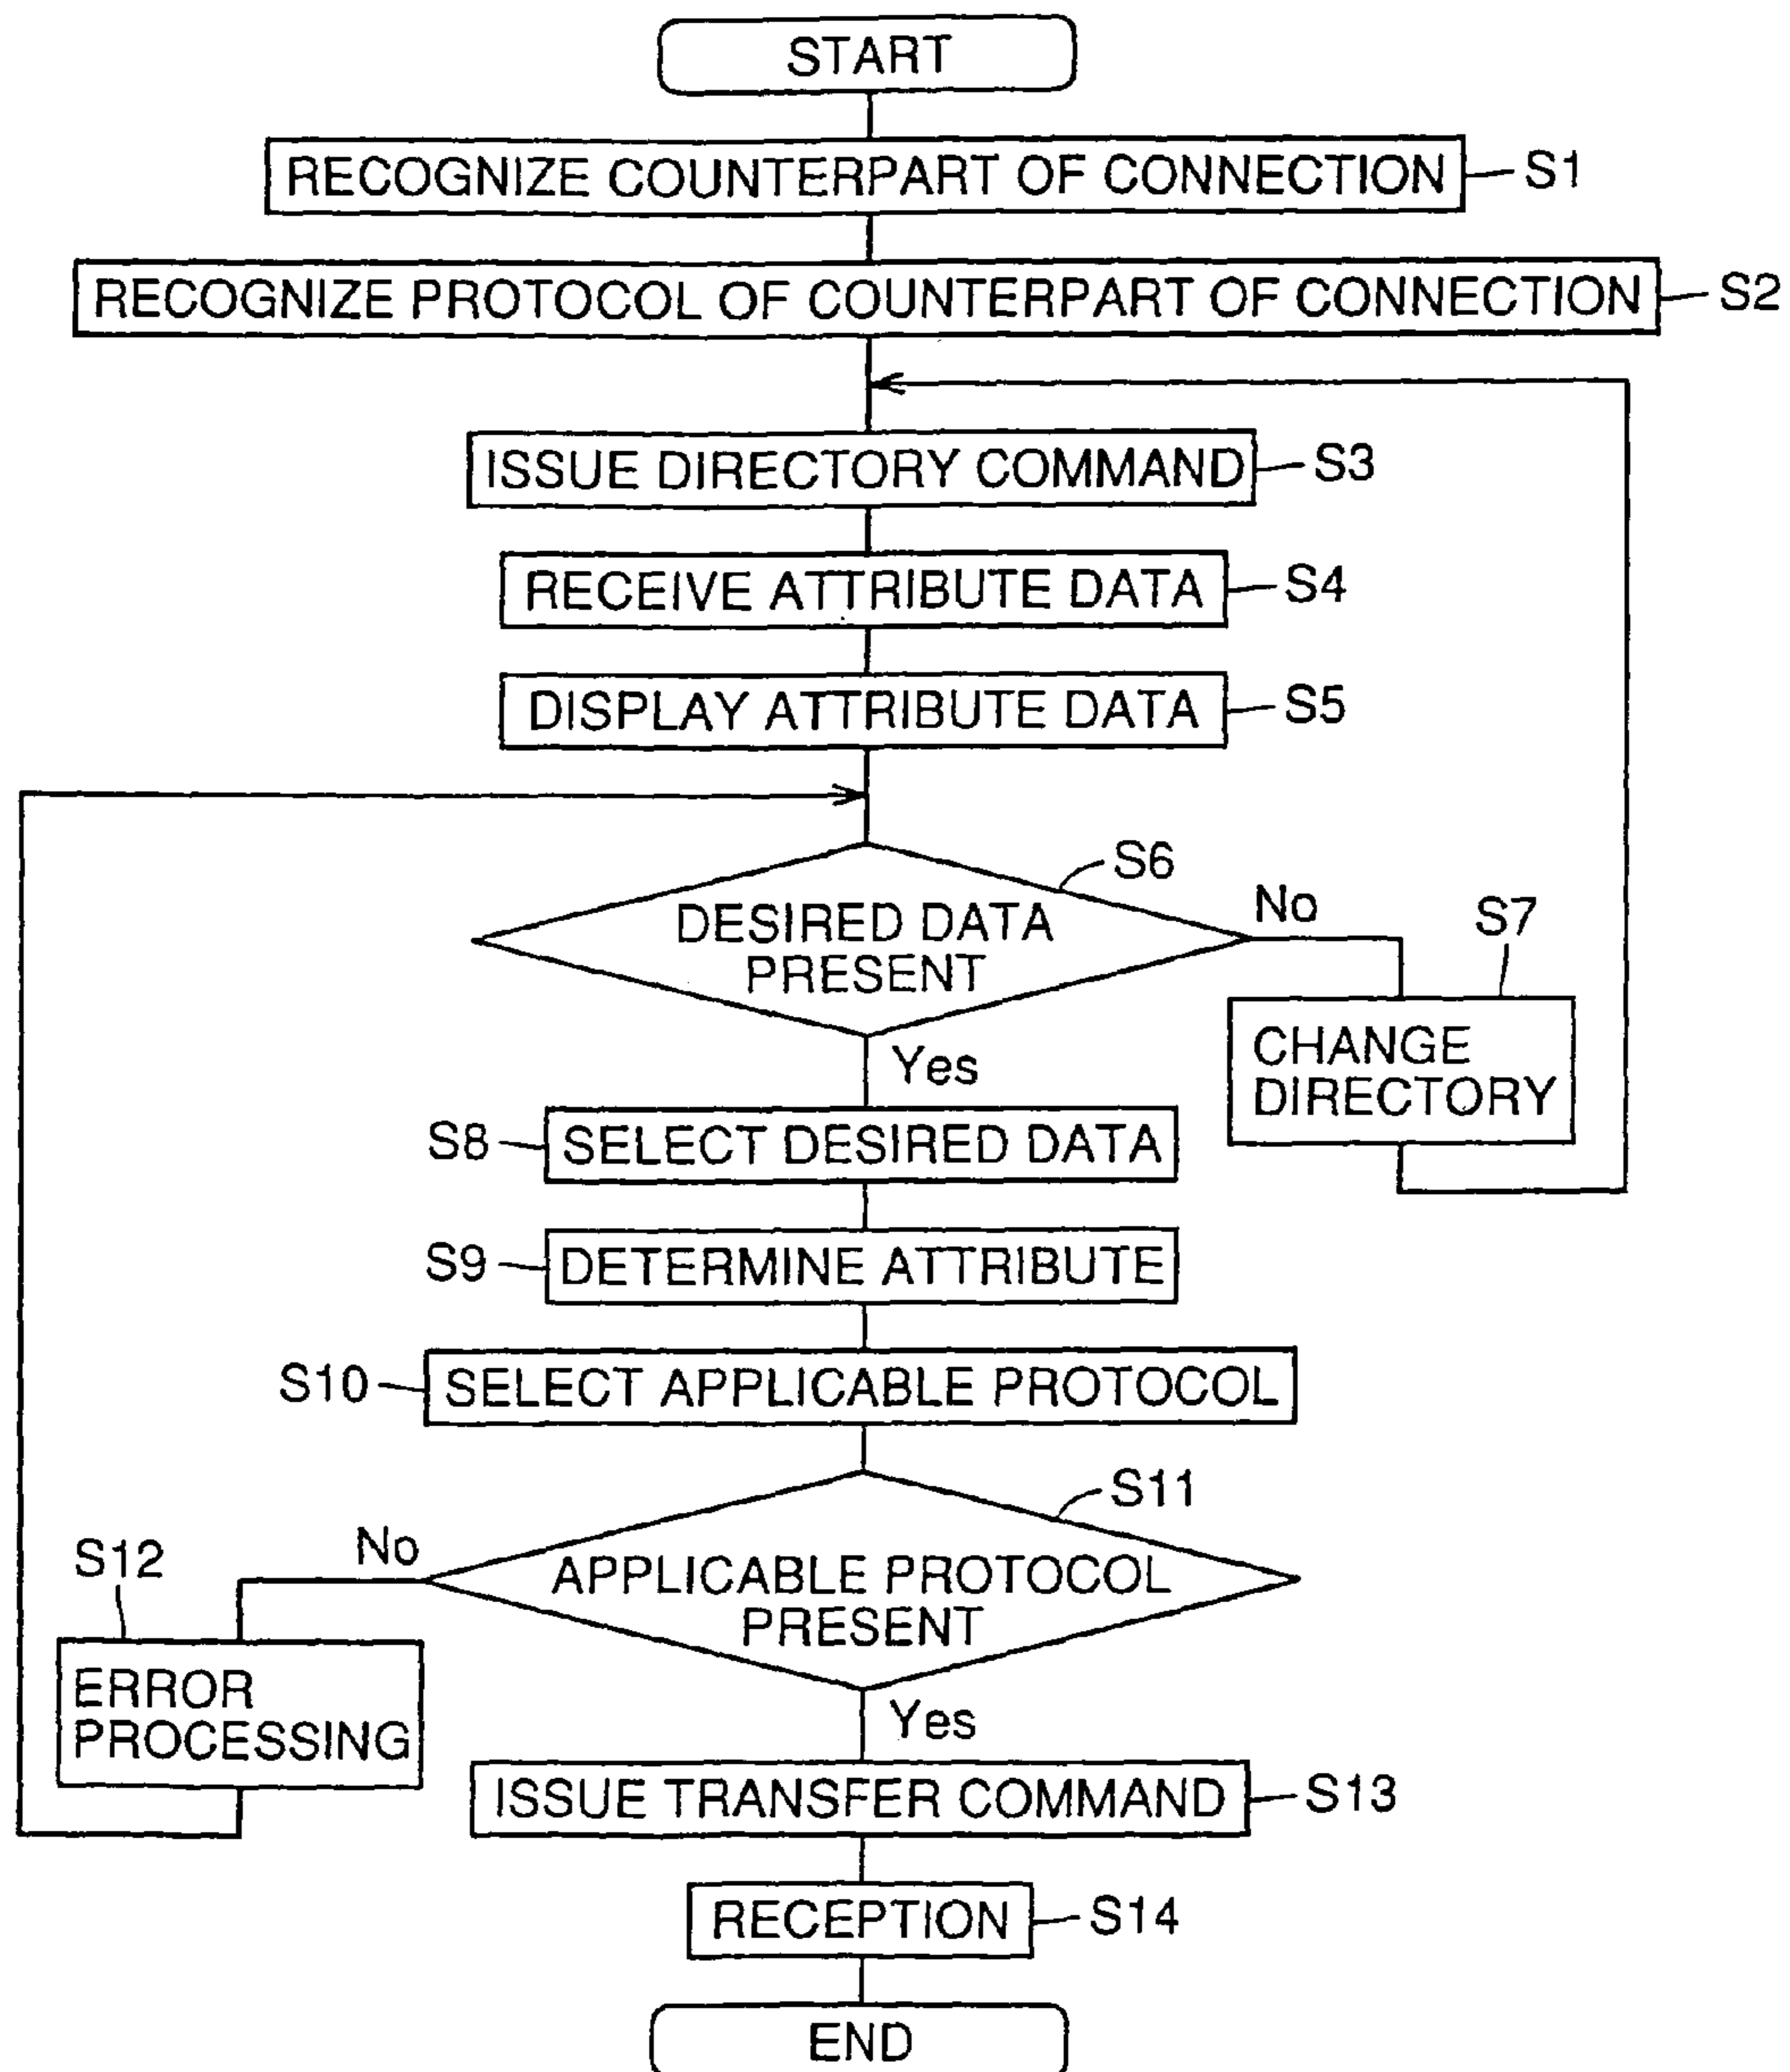 START
RECOGNIZE COUNTERPART OF CONNECTION S1
RECOGNIZE PROTOCOL OF COUNTERPART OF CONNECTION S2
ISSUE DIRECTORY COMMAND S3
RECEIVE ATTRIBUTE DATA S4
DISPLAY ATTRIBUTE DATA S5
S6
DESIRED DATA
PRESENT
No
S7
CHANGE
DIRECTORY
Yes
S8 SELECT DESIRED DATA
S9 DETERMINE ATTRIBUTE
S10 SELECT APPLICABLE PROTOCOL
S11
APPLICABLE PROTOCOL
PRESENT
No
S12
ERROR
PROCESSING
Yes
ISSUE TRANSFER COMMAND S13
RECEPTION S14
END